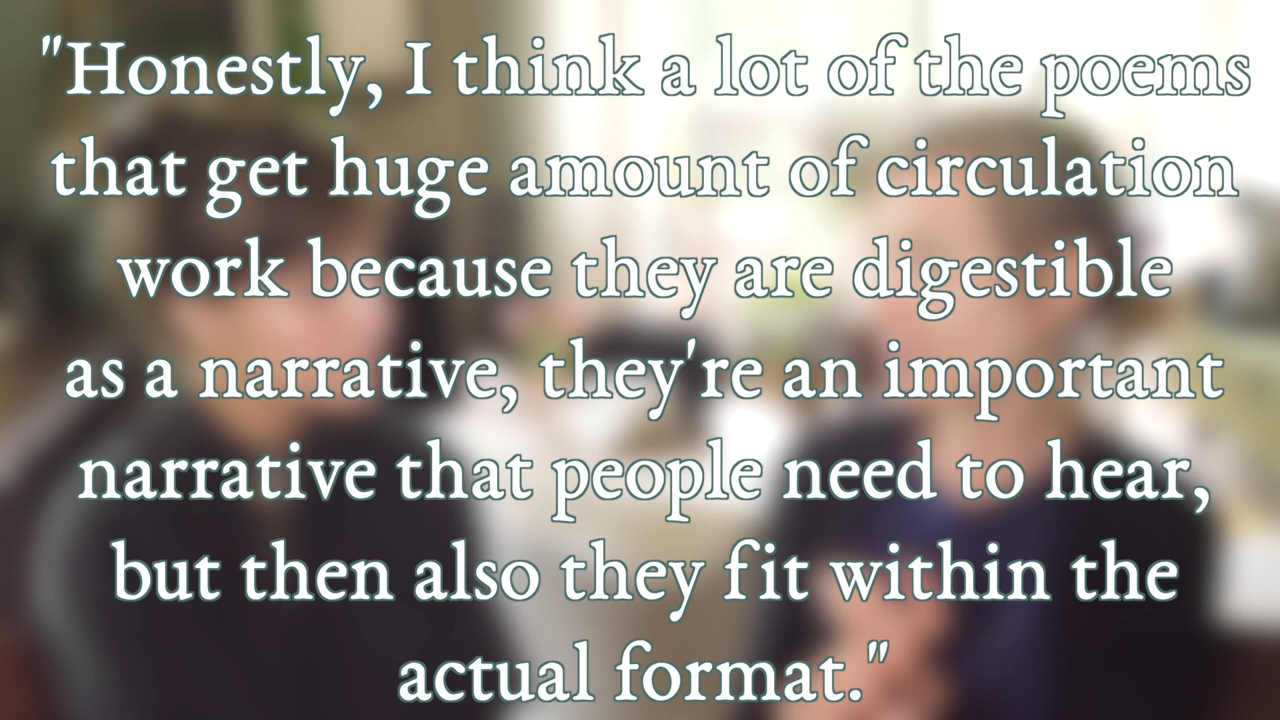 "Honestly, I think a lot of the poems
that get huge amount of circulation
work because they are digestible
as a narrative, they're an important
narrative that people need to hear,
but then also they fit within the
actual format."